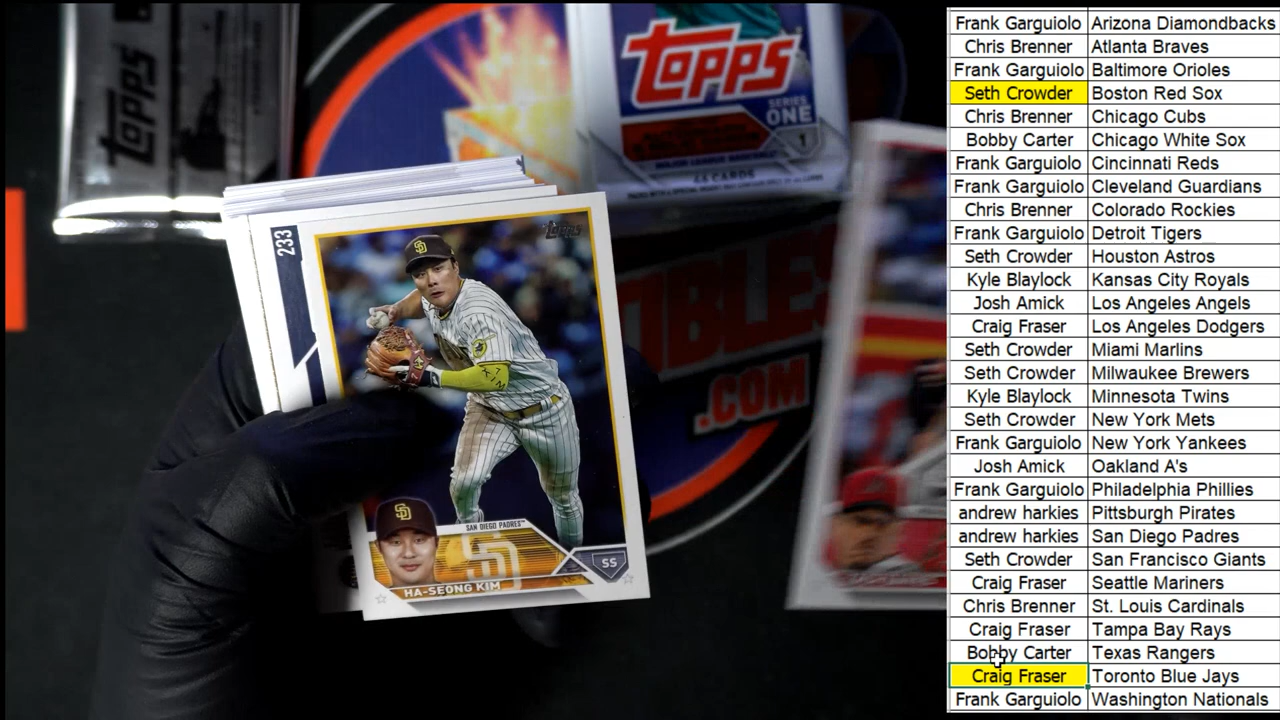 TOPPS
TOPPS
SERIES
ONE
1
14 CARDS
233
Topps
SAN DIEGO PADRES™
SD
SS
HA-SEONG KIM
.COM
Frank Garguiolo Arizona Diamondbacks
Chris Brenner Atlanta Braves
Frank Garguiolo Baltimore Orioles
Seth Crowder Boston Red Sox
Chris Brenner Chicago Cubs
Bobby Carter Chicago White Sox
Frank Garguiolo Cincinnati Reds
Frank Garguiolo Cleveland Guardians
Chris Brenner Colorado Rockies
Frank Garguiolo Detroit Tigers
Seth Crowder Houston Astros
Kyle Blaylock Kansas City Royals
Josh Amick Los Angeles Angels
Craig Fraser Los Angeles Dodgers
Seth Crowder Miami Marlins
Seth Crowder Milwaukee Brewers
Kyle Blaylock Minnesota Twins
Seth Crowder New York Mets
Frank Garguiolo New York Yankees
Josh Amick Oakland A's
Frank Garguiolo Philadelphia Phillies
andrew harkies Pittsburgh Pirates
andrew harkies San Diego Padres
Seth Crowder San Francisco Giants
Craig Fraser Seattle Mariners
Chris Brenner St. Louis Cardinals
Craig Fraser Tampa Bay Rays
Bobby Carter Texas Rangers
Craig Fraser Toronto Blue Jays
Frank Garguiolo Washington Nationals